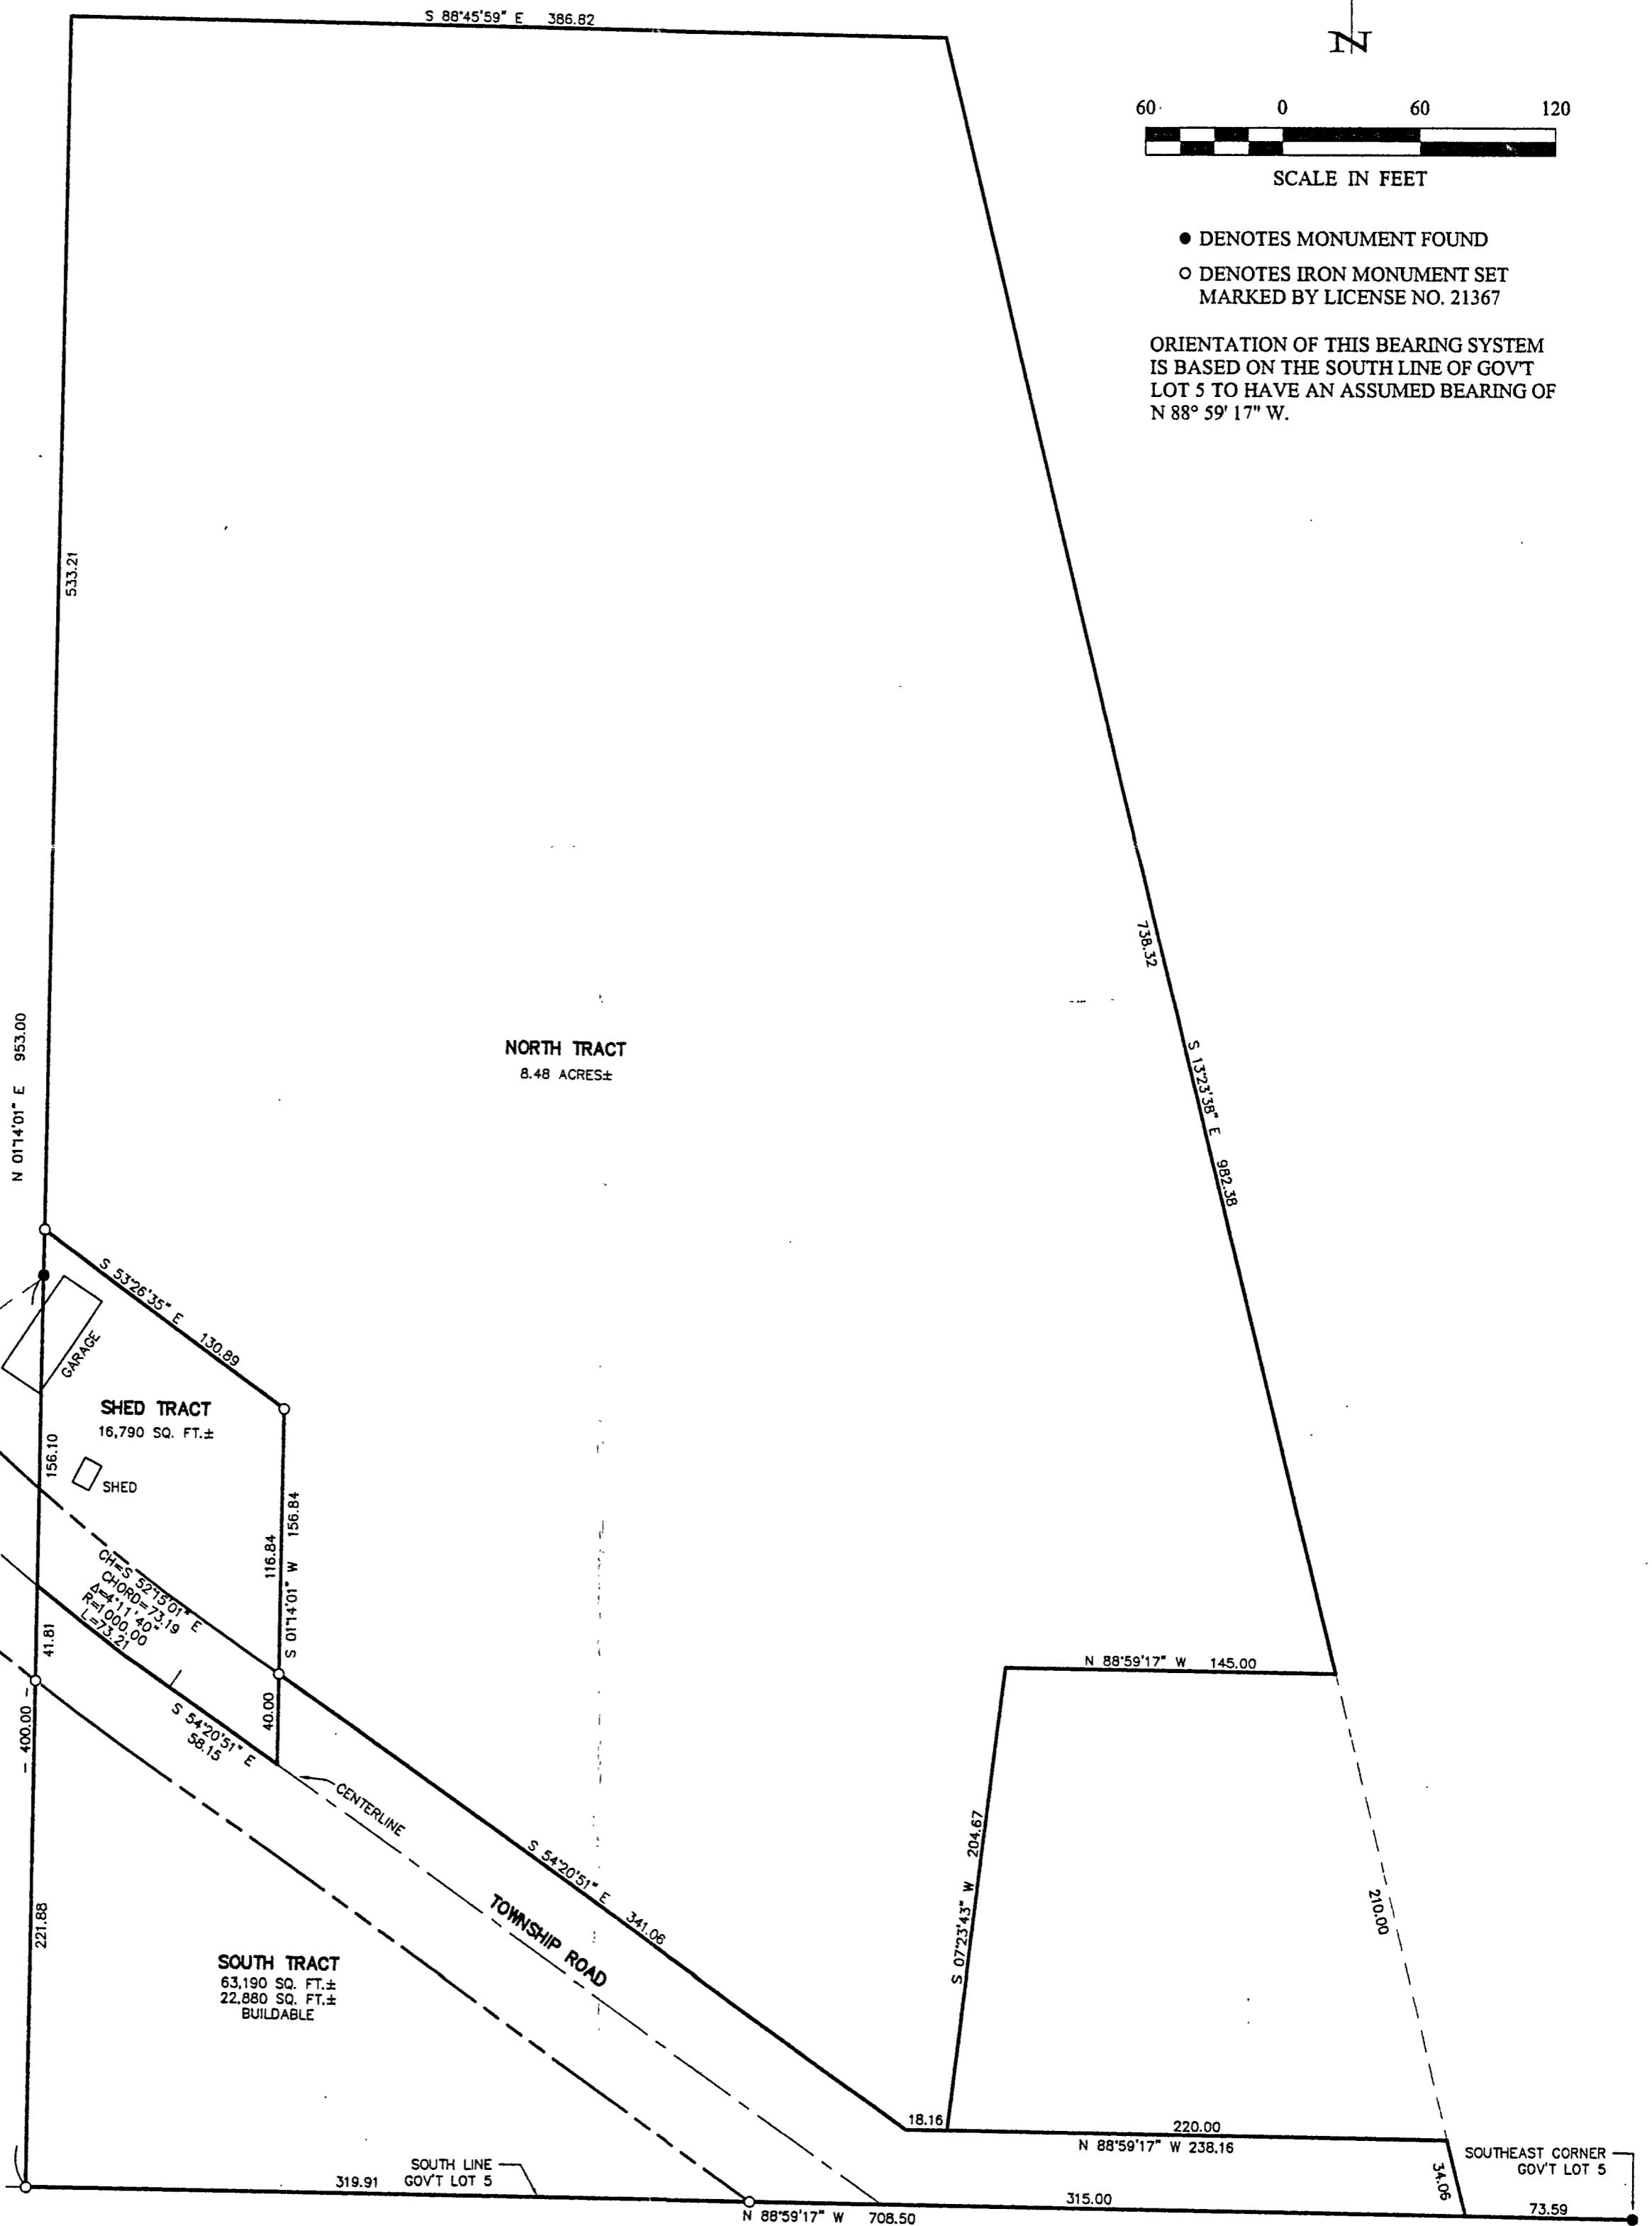 S 88°45'59" E 386.82
N
60 0 60 120
SCALE IN FEET
● DENOTES MONUMENT FOUND
○ DENOTES IRON MONUMENT SET
MARKED BY LICENSE NO. 21367
ORIENTATION OF THIS BEARING SYSTEM
IS BASED ON THE SOUTH LINE OF GOV'T
LOT 5 TO HAVE AN ASSUMED BEARING OF
N 88° 59' 17" W.
533.21
738.32
N 01°14'01" E 953.00
NORTH TRACT
8.48 ACRES±
S 13°23'38" E 982.38
S 53°26'35" E 130.89
GARAGE
SHED TRACT
16,790 SQ. FT.±
156.10
SHED
116.84
S 01°14'01" W 156.84
CH=S 52°15'01" E
CHORD=73.19
Δ=4°11'40"
R=1000.00
L=73.21
41.81
- 400.00 -
40.00
S 54°20'51" E
58.15
CENTERLINE
N 88°59'17" W 145.00
S 07°23'43" W 204.67
210.00
S 54°20'51" E 341.06
TOWNSHIP ROAD
221.88
SOUTH TRACT
63,190 SQ. FT.±
22,880 SQ. FT.±
BUILDABLE
18.16
220.00
N 88°59'17" W 238.16
34.06
SOUTHEAST CORNER
GOV'T LOT 5
SOUTH LINE
GOV'T LOT 5
319.91
315.00
73.59
N 88°59'17" W 708.50